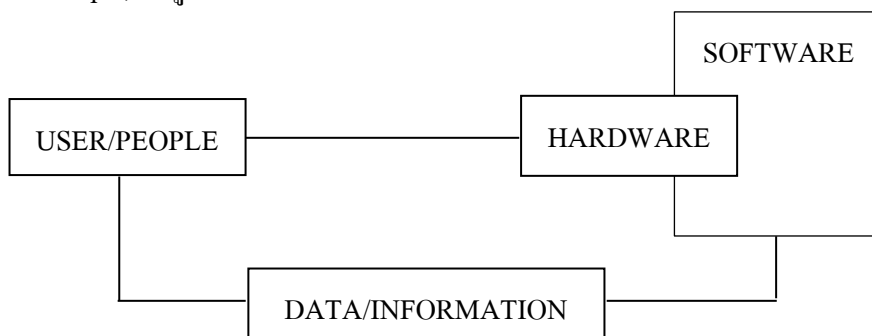 SOFTWARE
USER/PEOPLE
HARDWARE
DATA/INFORMATION